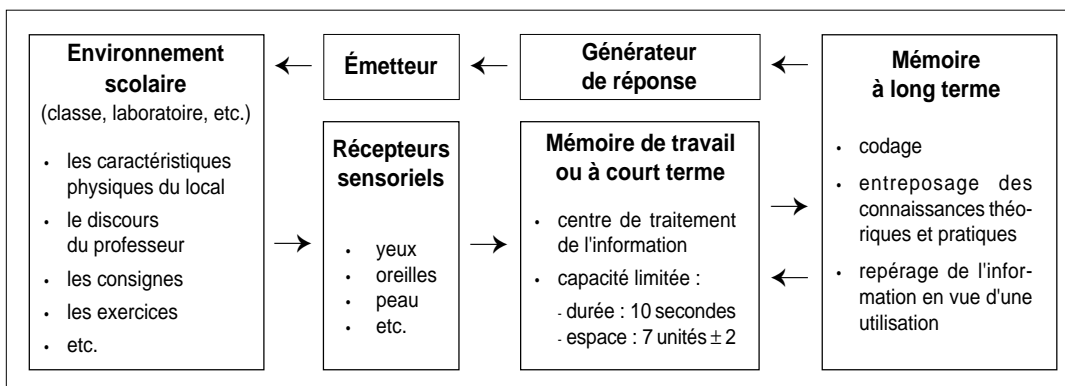 Environnement
scolaire
(classe, laboratoire, etc.)
• les caractéristiques
physiques du local
• le discours
du professeur
• les consignes
• les exercices
• etc.
Émetteur
Récepteurs
sensoriels
• yeux
• oreilles
• peau
• etc.
Générateur
de réponse
Mémoire de travail
ou à court terme
• centre de traitement
de l'information
• capacité limitée :
- durée : 10 secondes
- espace : 7 unités ± 2
Mémoire
à long terme
• codage
• entreposage des
connaissances théo-
riques et pratiques
• repérage de l'infor-
mation en vue d'une
utilisation